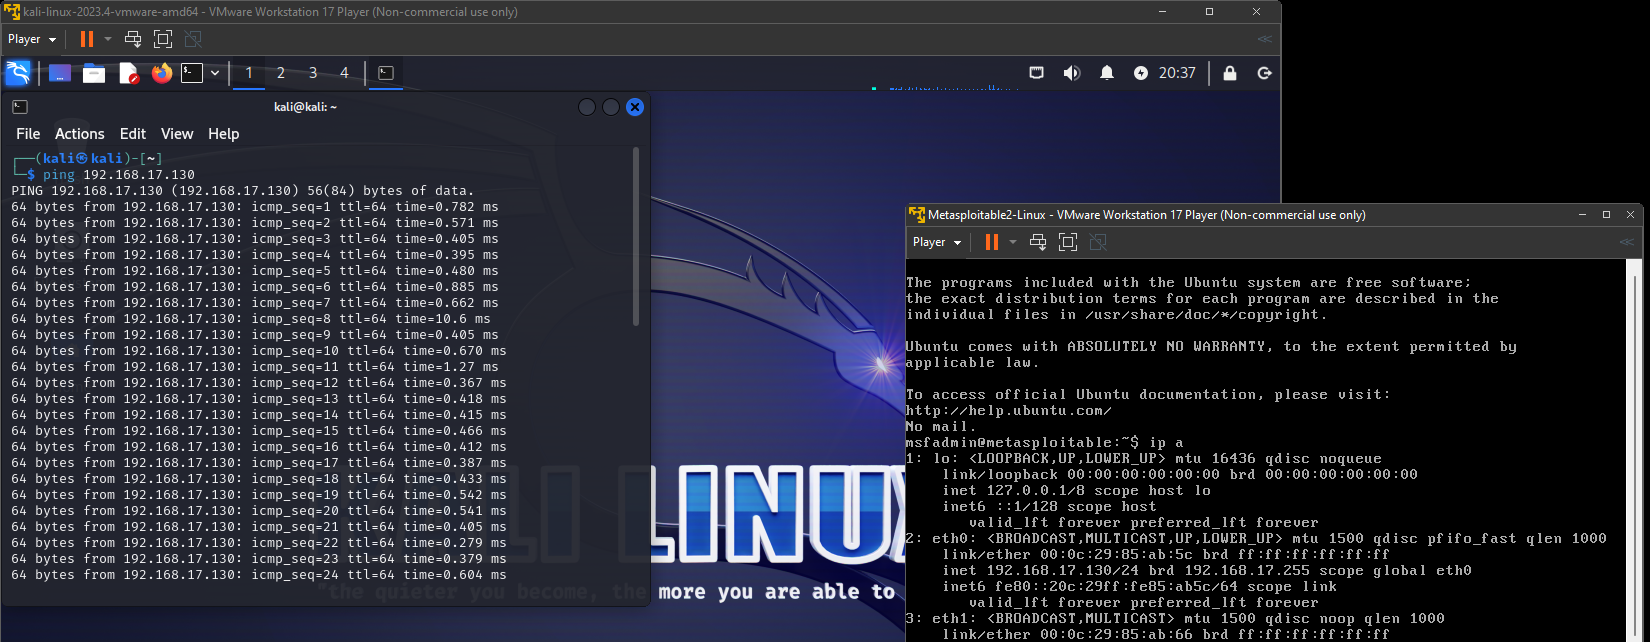 kali-linux-2023.4-vmware-amd64 - VMware Workstation 17 Player (Non-commercial use only)
Player
1 2 3 4
20:37
kali@kali: ~
File Actions Edit View Help
(kali㉿kali)-[~]
$ ping 192.168.17.130
PING 192.168.17.130 (192.168.17.130) 56(84) bytes of data.
64 bytes from 192.168.17.130: icmp_seq=1 ttl=64 time=0.782 ms
64 bytes from 192.168.17.130: icmp_seq=2 ttl=64 time=0.571 ms
64 bytes from 192.168.17.130: icmp_seq=3 ttl=64 time=0.405 ms
64 bytes from 192.168.17.130: icmp_seq=4 ttl=64 time=0.395 ms
64 bytes from 192.168.17.130: icmp_seq=5 ttl=64 time=0.480 ms
64 bytes from 192.168.17.130: icmp_seq=6 ttl=64 time=0.885 ms
64 bytes from 192.168.17.130: icmp_seq=7 ttl=64 time=0.662 ms
64 bytes from 192.168.17.130: icmp_seq=8 ttl=64 time=10.6 ms
64 bytes from 192.168.17.130: icmp_seq=9 ttl=64 time=0.405 ms
64 bytes from 192.168.17.130: icmp_seq=10 ttl=64 time=0.670 ms
64 bytes from 192.168.17.130: icmp_seq=11 ttl=64 time=1.27 ms
64 bytes from 192.168.17.130: icmp_seq=12 ttl=64 time=0.367 ms
64 bytes from 192.168.17.130: icmp_seq=13 ttl=64 time=0.418 ms
64 bytes from 192.168.17.130: icmp_seq=14 ttl=64 time=0.415 ms
64 bytes from 192.168.17.130: icmp_seq=15 ttl=64 time=0.466 ms
64 bytes from 192.168.17.130: icmp_seq=16 ttl=64 time=0.412 ms
64 bytes from 192.168.17.130: icmp_seq=17 ttl=64 time=0.387 ms
64 bytes from 192.168.17.130: icmp_seq=18 ttl=64 time=0.433 ms
64 bytes from 192.168.17.130: icmp_seq=19 ttl=64 time=0.542 ms
64 bytes from 192.168.17.130: icmp_seq=20 ttl=64 time=0.541 ms
64 bytes from 192.168.17.130: icmp_seq=21 ttl=64 time=0.405 ms
64 bytes from 192.168.17.130: icmp_seq=22 ttl=64 time=0.279 ms
64 bytes from 192.168.17.130: icmp_seq=23 ttl=64 time=0.379 ms
64 bytes from 192.168.17.130: icmp_seq=24 ttl=64 time=0.604 ms
KALI LINUX
"the quieter you become, the more you are able to
Metasploitable2-Linux - VMware Workstation 17 Player (Non-commercial use only)
Player
The programs included with the Ubuntu system are free software;
the exact distribution terms for each program are described in the
individual files in /usr/share/doc/*/copyright.
Ubuntu comes with ABSOLUTELY NO WARRANTY, to the extent permitted by
applicable law.
To access official Ubuntu documentation, please visit:
http://help.ubuntu.com/
No mail.
msfadmin@metasploitable:~$ ip a
1: lo: <LOOPBACK,UP,LOWER_UP> mtu 16436 qdisc noqueue
link/loopback 00:00:00:00:00:00 brd 00:00:00:00:00:00
inet 127.0.0.1/8 scope host lo
inet6 ::1/128 scope host
valid_lft forever preferred_lft forever
2: eth0: <BROADCAST,MULTICAST,UP,LOWER_UP> mtu 1500 qdisc pfifo_fast qlen 1000
link/ether 00:0c:29:85:ab:5c brd ff:ff:ff:ff:ff:ff
inet 192.168.17.130/24 brd 192.168.17.255 scope global eth0
inet6 fe80::20c:29ff:fe85:ab5c/64 scope link
valid_lft forever preferred_lft forever
3: eth1: <BROADCAST,MULTICAST> mtu 1500 qdisc noop qlen 1000
link/ether 00:0c:29:85:ab:66 brd ff:ff:ff:ff:ff:ff